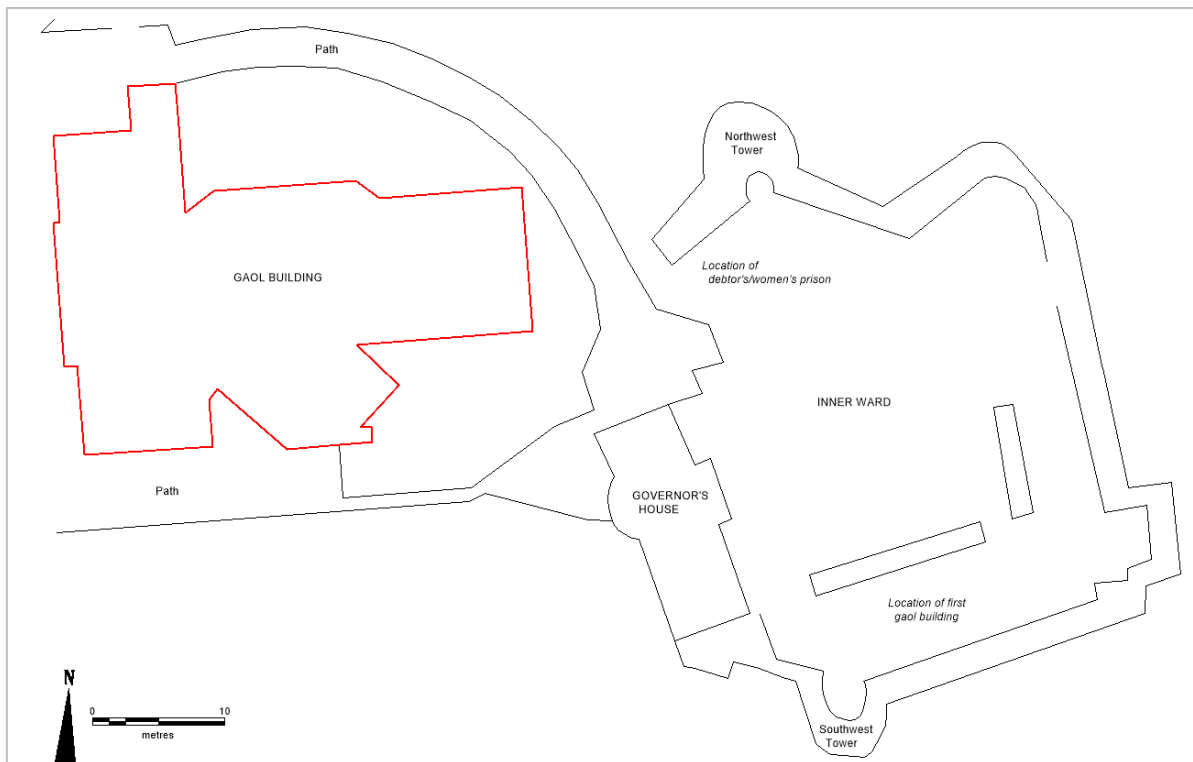 Path
Northwest
Tower
Location of
debtor's/women's prison
GAOL BUILDING
INNER WARD
Path
GOVERNOR'S
HOUSE
Location of first
gaol building
N
0
10
metres
Southwest
Tower